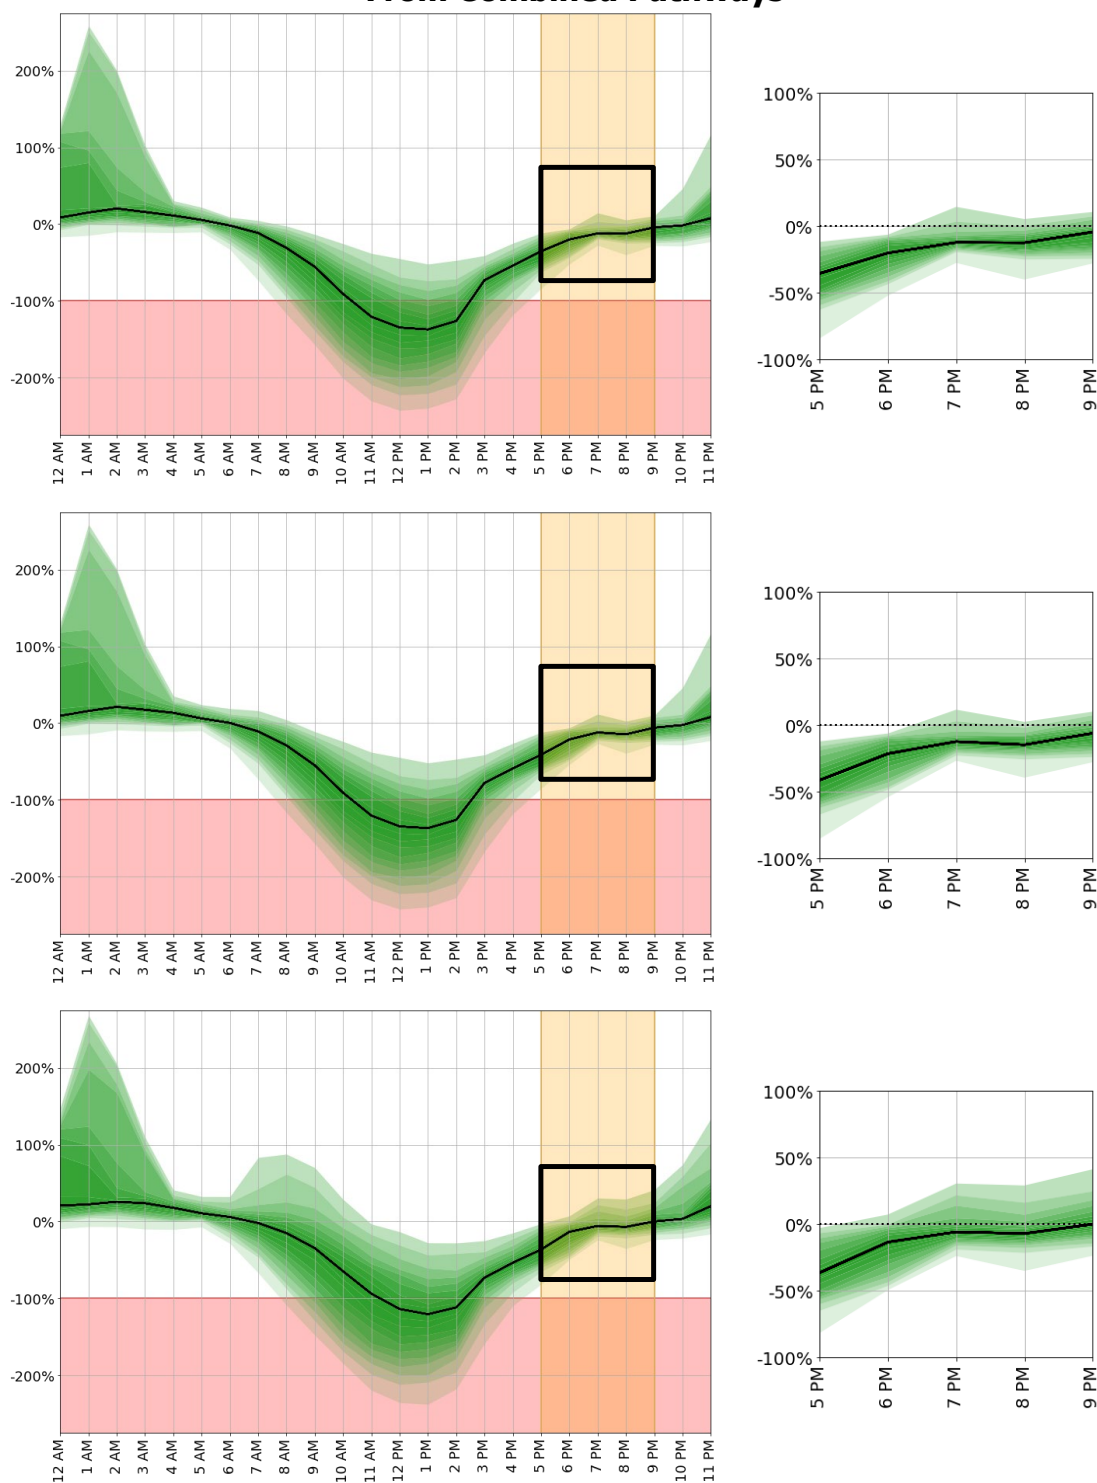 From Combined Pathways
200%
100%
0%
-100%
-200%
12 AM
1 AM
2 AM
3 AM
4 AM
5 AM
6 AM
7 AM
8 AM
9 AM
10 AM
11 AM
12 PM
1 PM
2 PM
3 PM
4 PM
5 PM
6 PM
7 PM
8 PM
9 PM
10 PM
11 PM
100%
50%
0%
-50%
-100%
5 PM
6 PM
7 PM
8 PM
9 PM
200%
100%
0%
-100%
-200%
12 AM
1 AM
2 AM
3 AM
4 AM
5 AM
6 AM
7 AM
8 AM
9 AM
10 AM
11 AM
12 PM
1 PM
2 PM
3 PM
4 PM
5 PM
6 PM
7 PM
8 PM
9 PM
10 PM
11 PM
100%
50%
0%
-50%
-100%
5 PM
6 PM
7 PM
8 PM
9 PM
200%
100%
0%
-100%
-200%
12 AM
1 AM
2 AM
3 AM
4 AM
5 AM
6 AM
7 AM
8 AM
9 AM
10 AM
11 AM
12 PM
1 PM
2 PM
3 PM
4 PM
5 PM
6 PM
7 PM
8 PM
9 PM
10 PM
11 PM
100%
50%
0%
-50%
-100%
5 PM
6 PM
7 PM
8 PM
9 PM